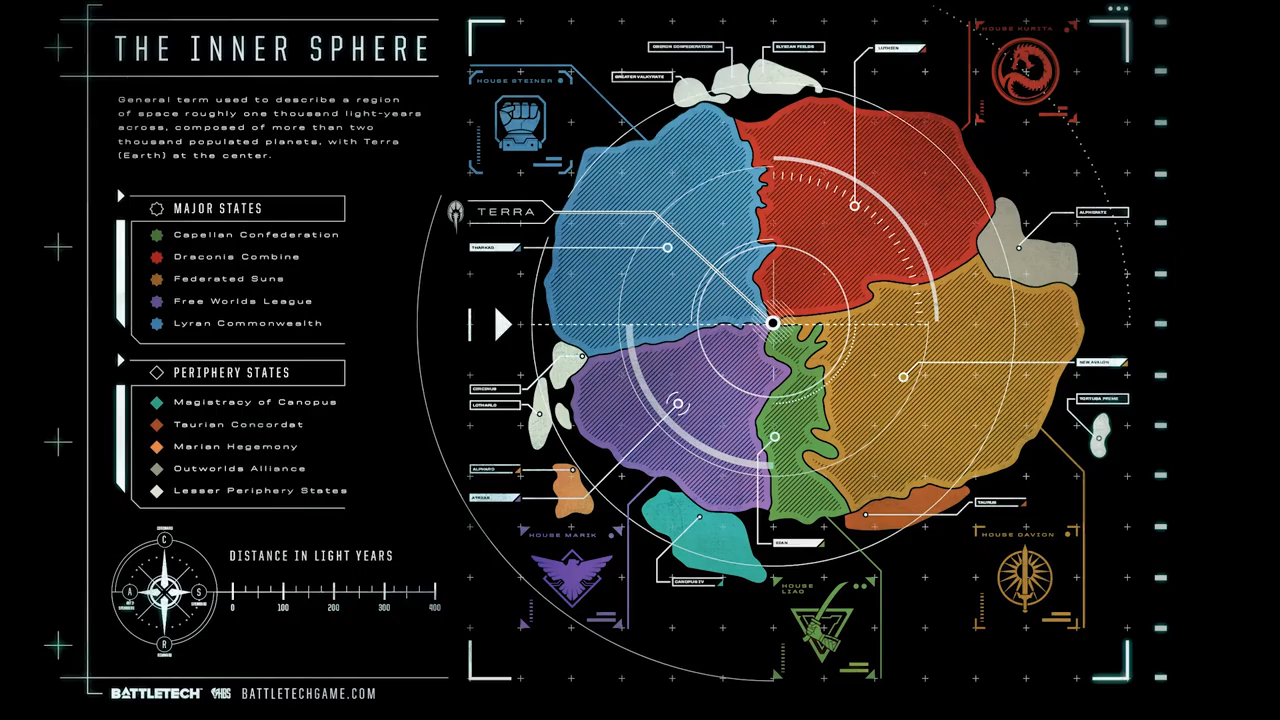 THE INNER SPHERE
General term used to describe a region
of space roughly one thousand light-years
across, composed of more than two
thousand populated planets, with Terra
(Earth) at the center.
MAJOR STATES
Capellan Confederation
Draconis Combine
Federated Suns
Free Worlds League
Lyran Commonwealth
PERIPHERY STATES
Magistracy of Canopus
Taurian Concordat
Marian Hegemony
Outworlds Alliance
Lesser Periphery States
C
A
S
R
DISTANCE IN LIGHT YEARS
0 100 200 300 400
BATTLETECH HBS BATTLETECHGAME.COM
OBERON CONFEDERATION
ELYSIAN FIELDS
LUTHIEN
GREATER VALKYRATE
HOUSE STEINER
HOUSE KURITA
TERRA
THARKAD
ALPHERATZ
NEW AVALON
CIRCINUS
LOTHARIO
TORTUGA PRIME
ALPHARD
ATREUS
TAURUS
HOUSE MARIK
SIAN
HOUSE DAVION
CANOPUS IV
HOUSE
LIAO